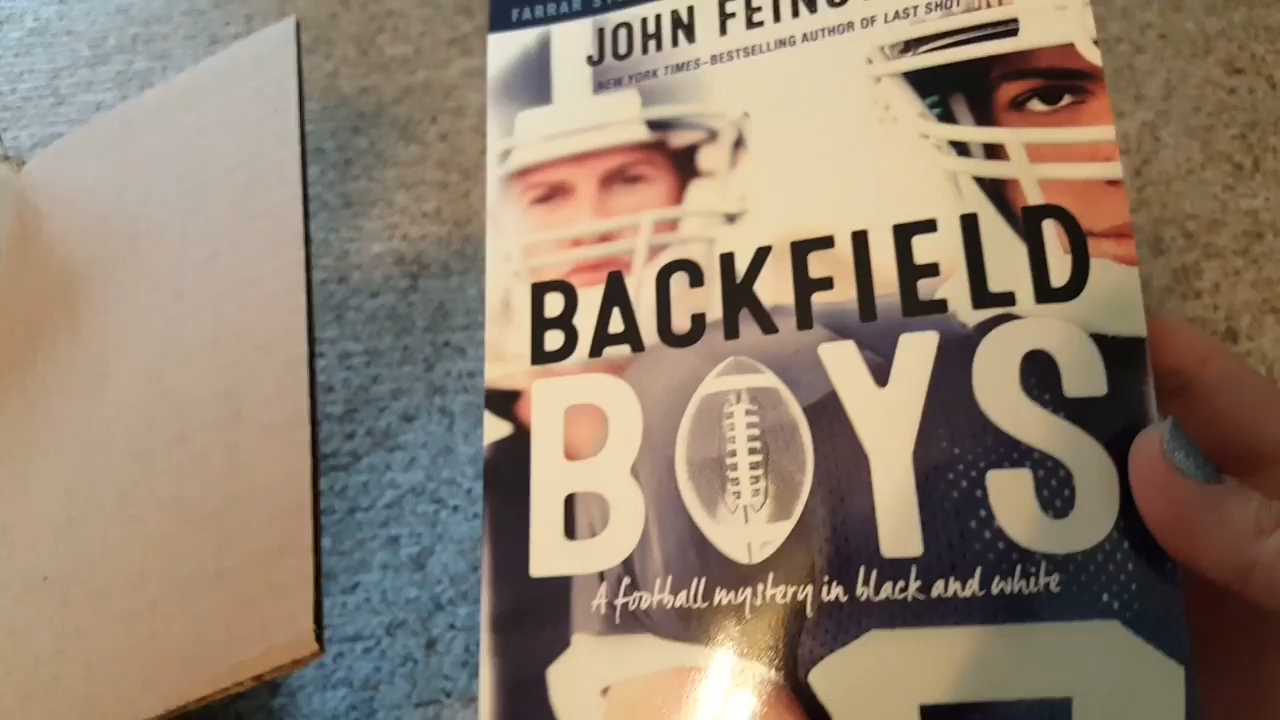 FARRAR
JOHN FEIN
NEW YORK TIMES–BESTSELLING AUTHOR OF LAST SHOT
BACKFIELD
BOYS
A football mystery in black and white